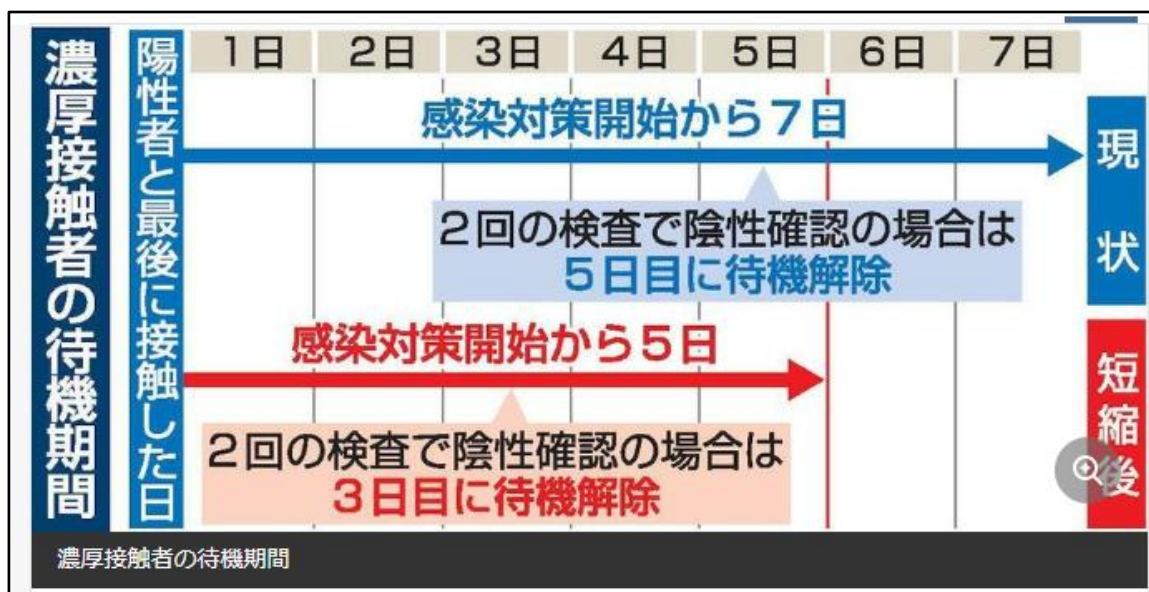 濃厚接触者の待機期間
陽性者と最後に接触した日
1日 2日 3日 4日 5日 6日 7日
感染対策開始から7日
2回の検査で陰性確認の場合は
5日目に待機解除
現状
感染対策開始から5日
2回の検査で陰性確認の場合は
3日目に待機解除
短縮後
濃厚接触者の待機期間